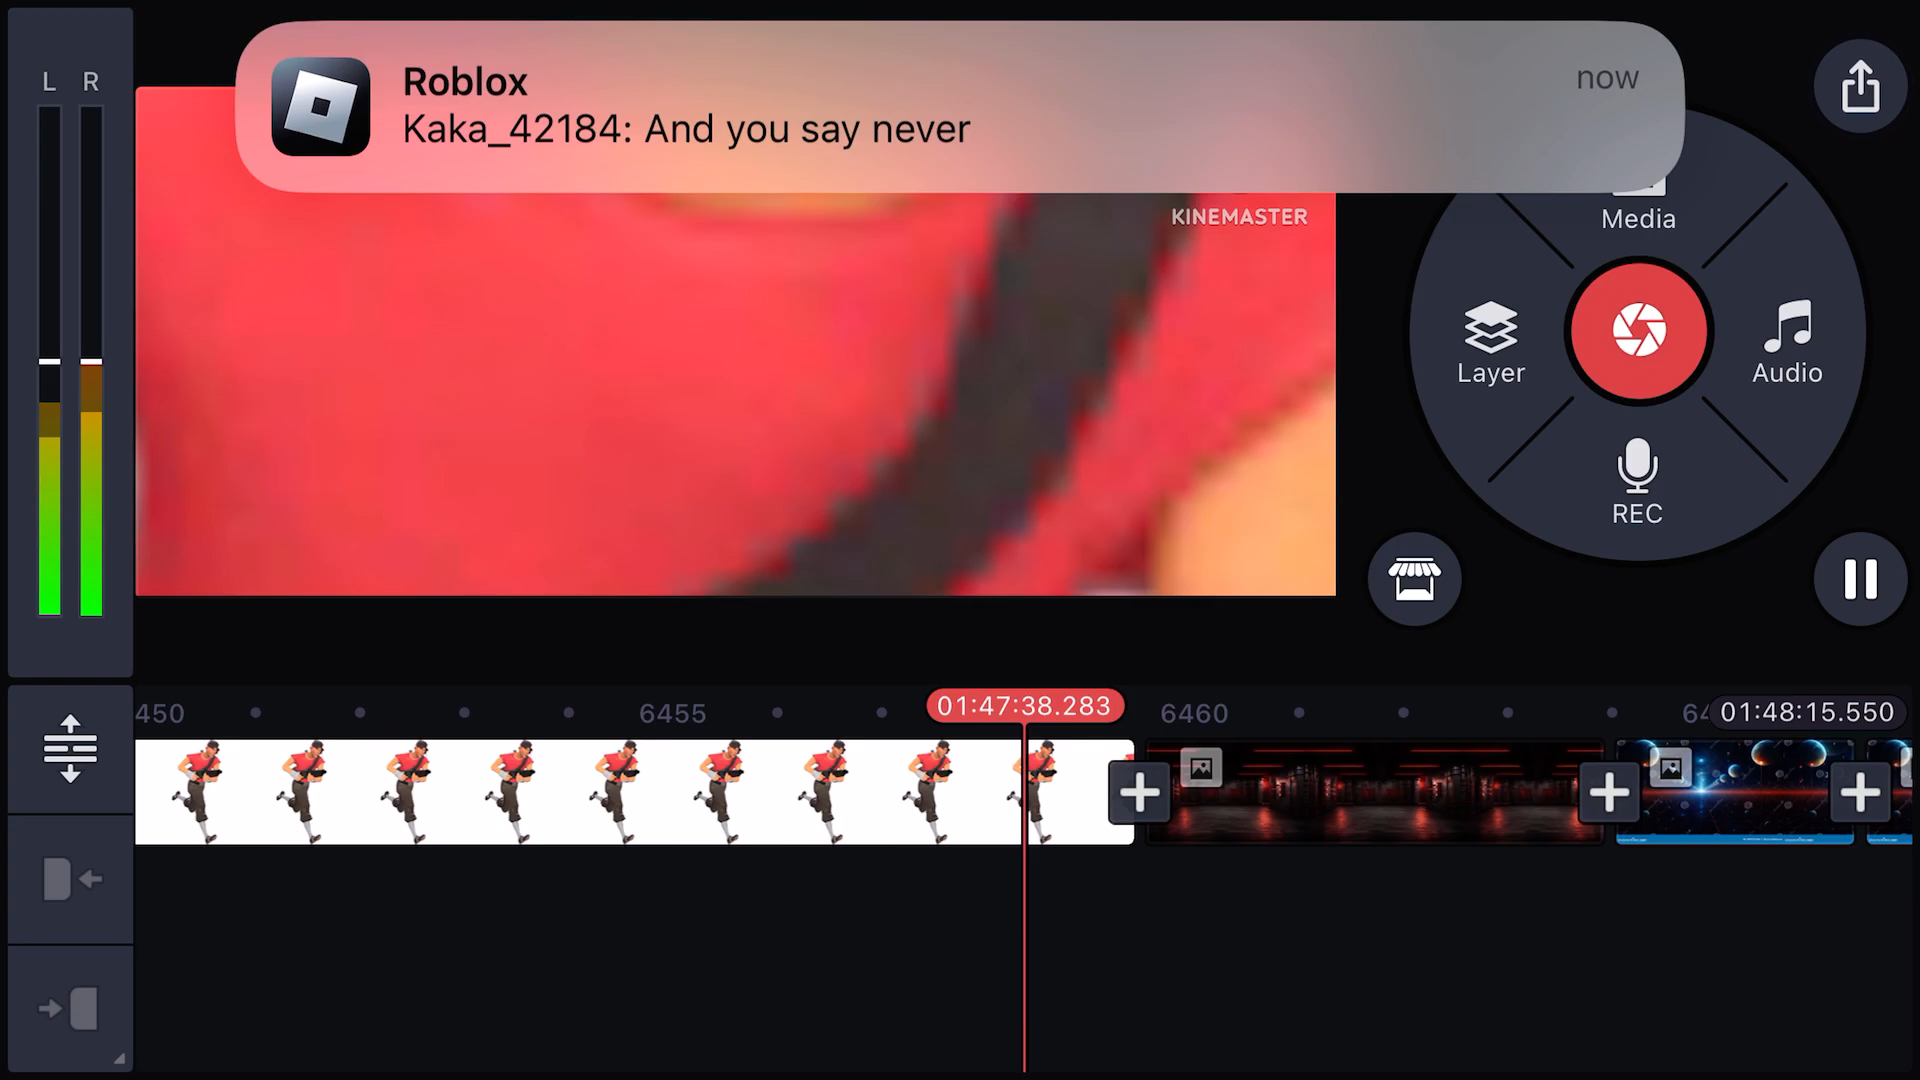 L R
Roblox
now
Kaka_42184: And you say never
KINEMASTER
Media
Layer
Audio
REC
450
6455
01:47:38.283
6460
64
01:48:15.550